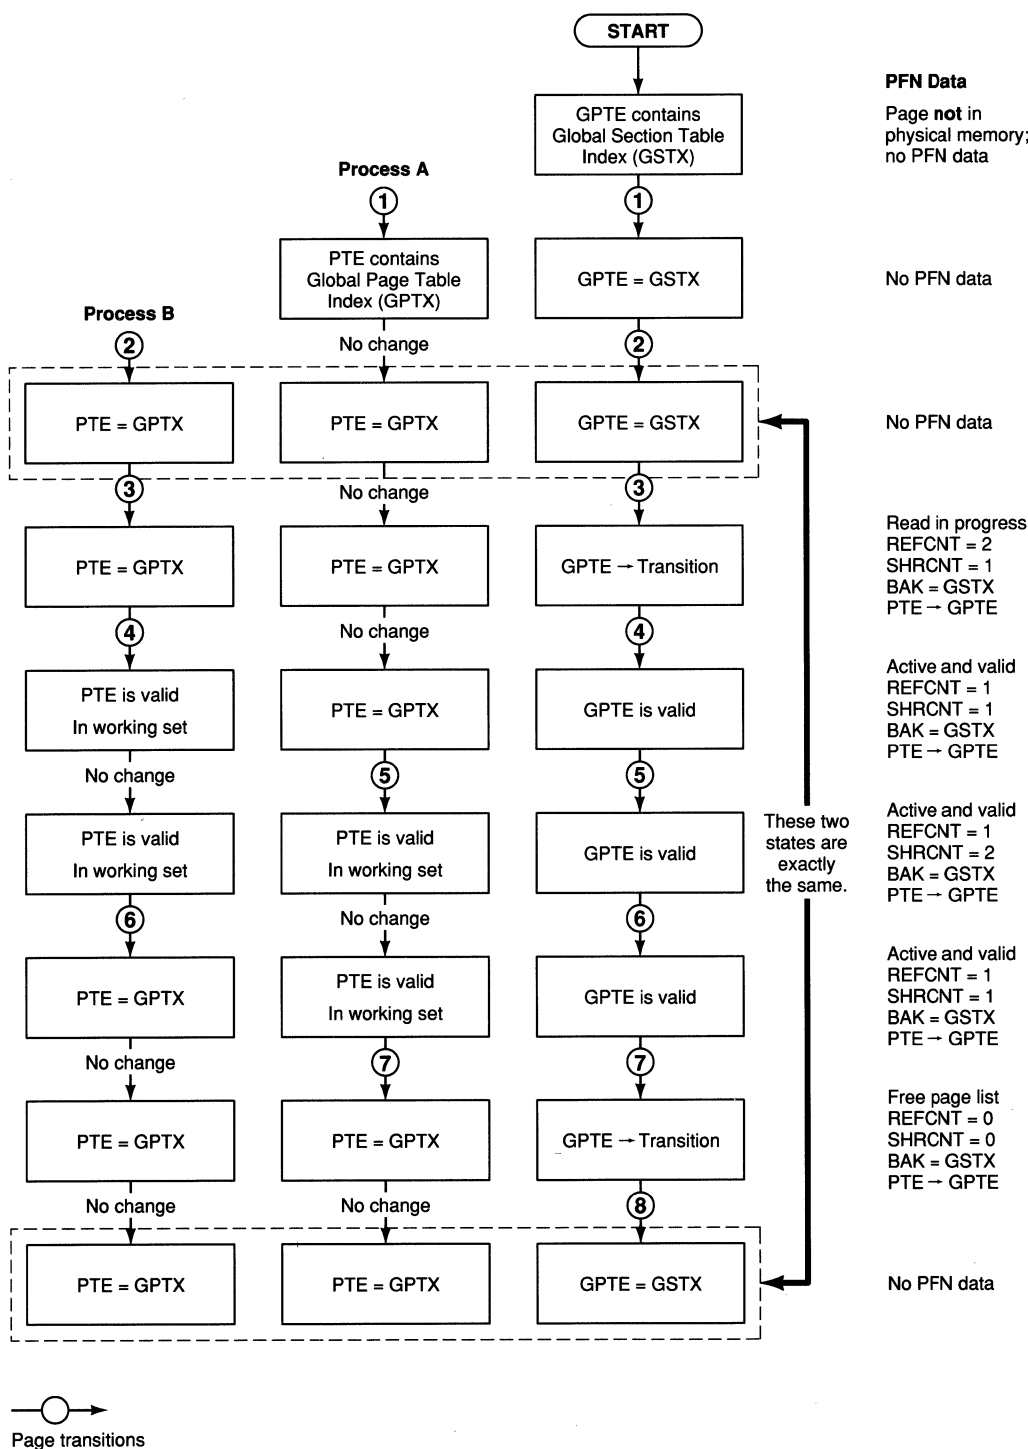 START
PFN Data
GPTE contains
Global Section Table
Index (GSTX)
Page not in
physical memory;
no PFN data
Process A
1
1
PTE contains
Global Page Table
Index (GPTX)
GPTE = GSTX
No PFN data
Process B
2
No change
2
PTE = GPTX
PTE = GPTX
GPTE = GSTX
No PFN data
3
No change
3
PTE = GPTX
PTE = GPTX
GPTE → Transition
Read in progress
REFCNT = 2
SHRCNT = 1
BAK = GSTX
PTE → GPTE
4
No change
4
PTE is valid
In working set
PTE = GPTX
GPTE is valid
Active and valid
REFCNT = 1
SHRCNT = 1
BAK = GSTX
PTE → GPTE
No change
5
5
PTE is valid
In working set
PTE is valid
In working set
GPTE is valid
These two
states are
exactly
the same.
Active and valid
REFCNT = 1
SHRCNT = 2
BAK = GSTX
PTE → GPTE
6
No change
6
PTE = GPTX
PTE is valid
In working set
GPTE is valid
Active and valid
REFCNT = 1
SHRCNT = 1
BAK = GSTX
PTE → GPTE
No change
7
7
PTE = GPTX
PTE = GPTX
GPTE → Transition
Free page list
REFCNT = 0
SHRCNT = 0
BAK = GSTX
PTE → GPTE
No change
No change
8
PTE = GPTX
PTE = GPTX
GPTE = GSTX
No PFN data
Page transitions